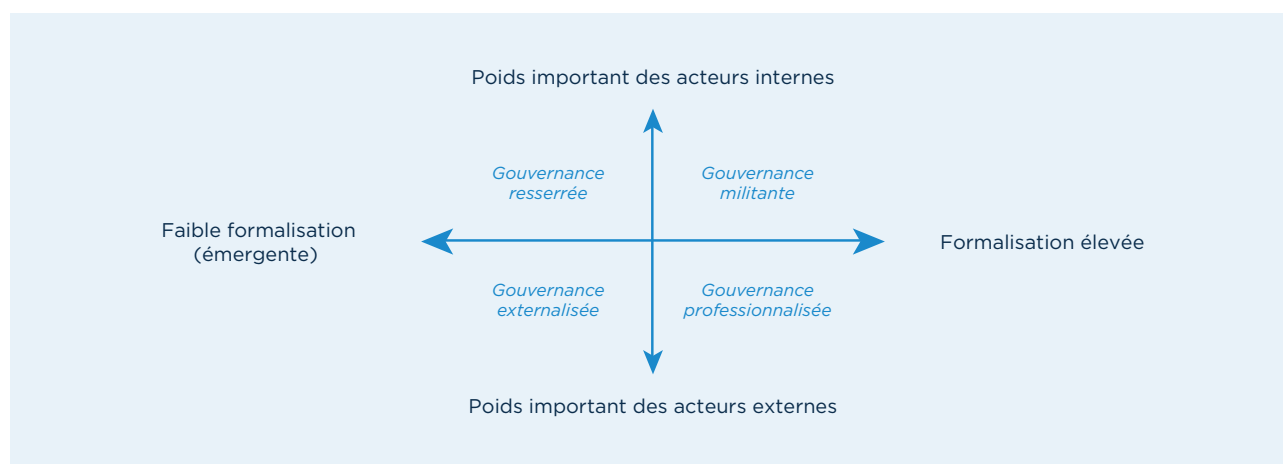 Poids important des acteurs internes
Gouvernance
resserrée
Gouvernance
militante
Faible formalisation
(émergente)
Formalisation élevée
Gouvernance
externalisée
Gouvernance
professionnalisée
Poids important des acteurs externes